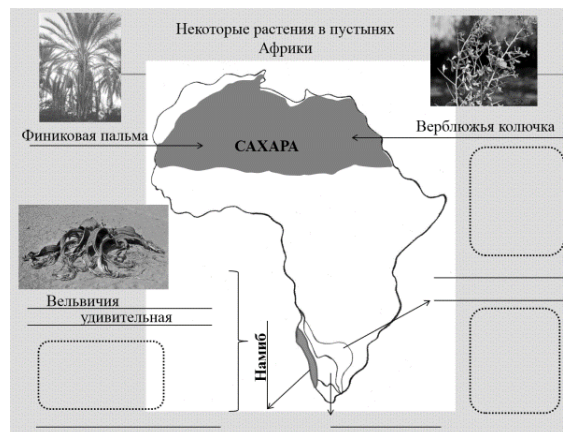 Некоторые растения в пустынях
Африки
Финиковая пальма
САХАРА
Верблюжья колючка
Вельвичия
удивительная
Намиб